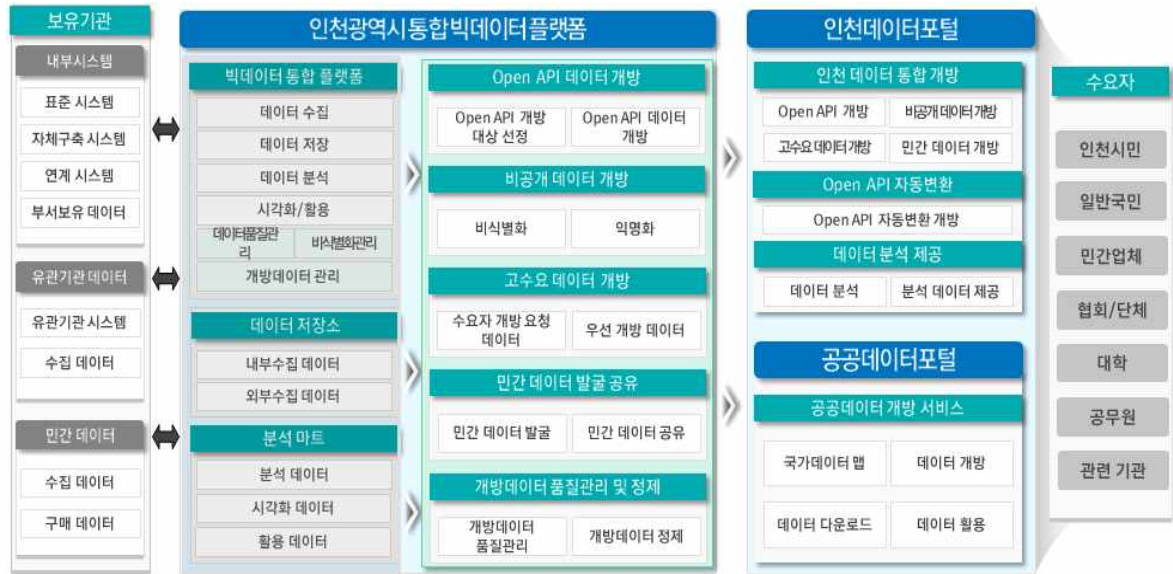 보유기관
내부시스템
표준 시스템
자체구축 시스템
연계 시스템
부서보유 데이터
유관기관 데이터
유관기관 시스템
수집 데이터
민간 데이터
수집 데이터
구매 데이터
인천광역시통합빅데이터플랫폼
빅데이터 통합 플랫폼
데이터 수집
데이터 저장
데이터 분석
시각화/활용
데이터품질관
리
비식별화관리
개방데이터 관리
데이터 저장소
내부수집 데이터
외부수집 데이터
분석 마트
분석 데이터
시각화 데이터
활용 데이터
Open API 데이터 개방
Open API 개방
대상 선정
Open API 데이터
개방
비공개 데이터 개방
비식별화
익명화
고수요 데이터 개방
수요자 개방 요청
데이터
우선 개방 데이터
민간 데이터 발굴 공유
민간 데이터 발굴
민간 데이터 공유
개방데이터 품질관리 및 정제
개방데이터
품질관리
개방데이터 정제
인천데이터포털
인천 데이터 통합 개방
Open API 개방
비공개 데이터 개방
고수요 데이터 개방
민간 데이터 개방
Open API 자동변환
Open API 자동변환 개방
데이터 분석 제공
데이터 분석
분석 데이터 제공
공공데이터포털
공공데이터 개방 서비스
국가데이터 맵
데이터 개방
데이터 다운로드
데이터 활용
수요자
인천시민
일반국민
민간업체
협회/단체
대학
공무원
관련 기관